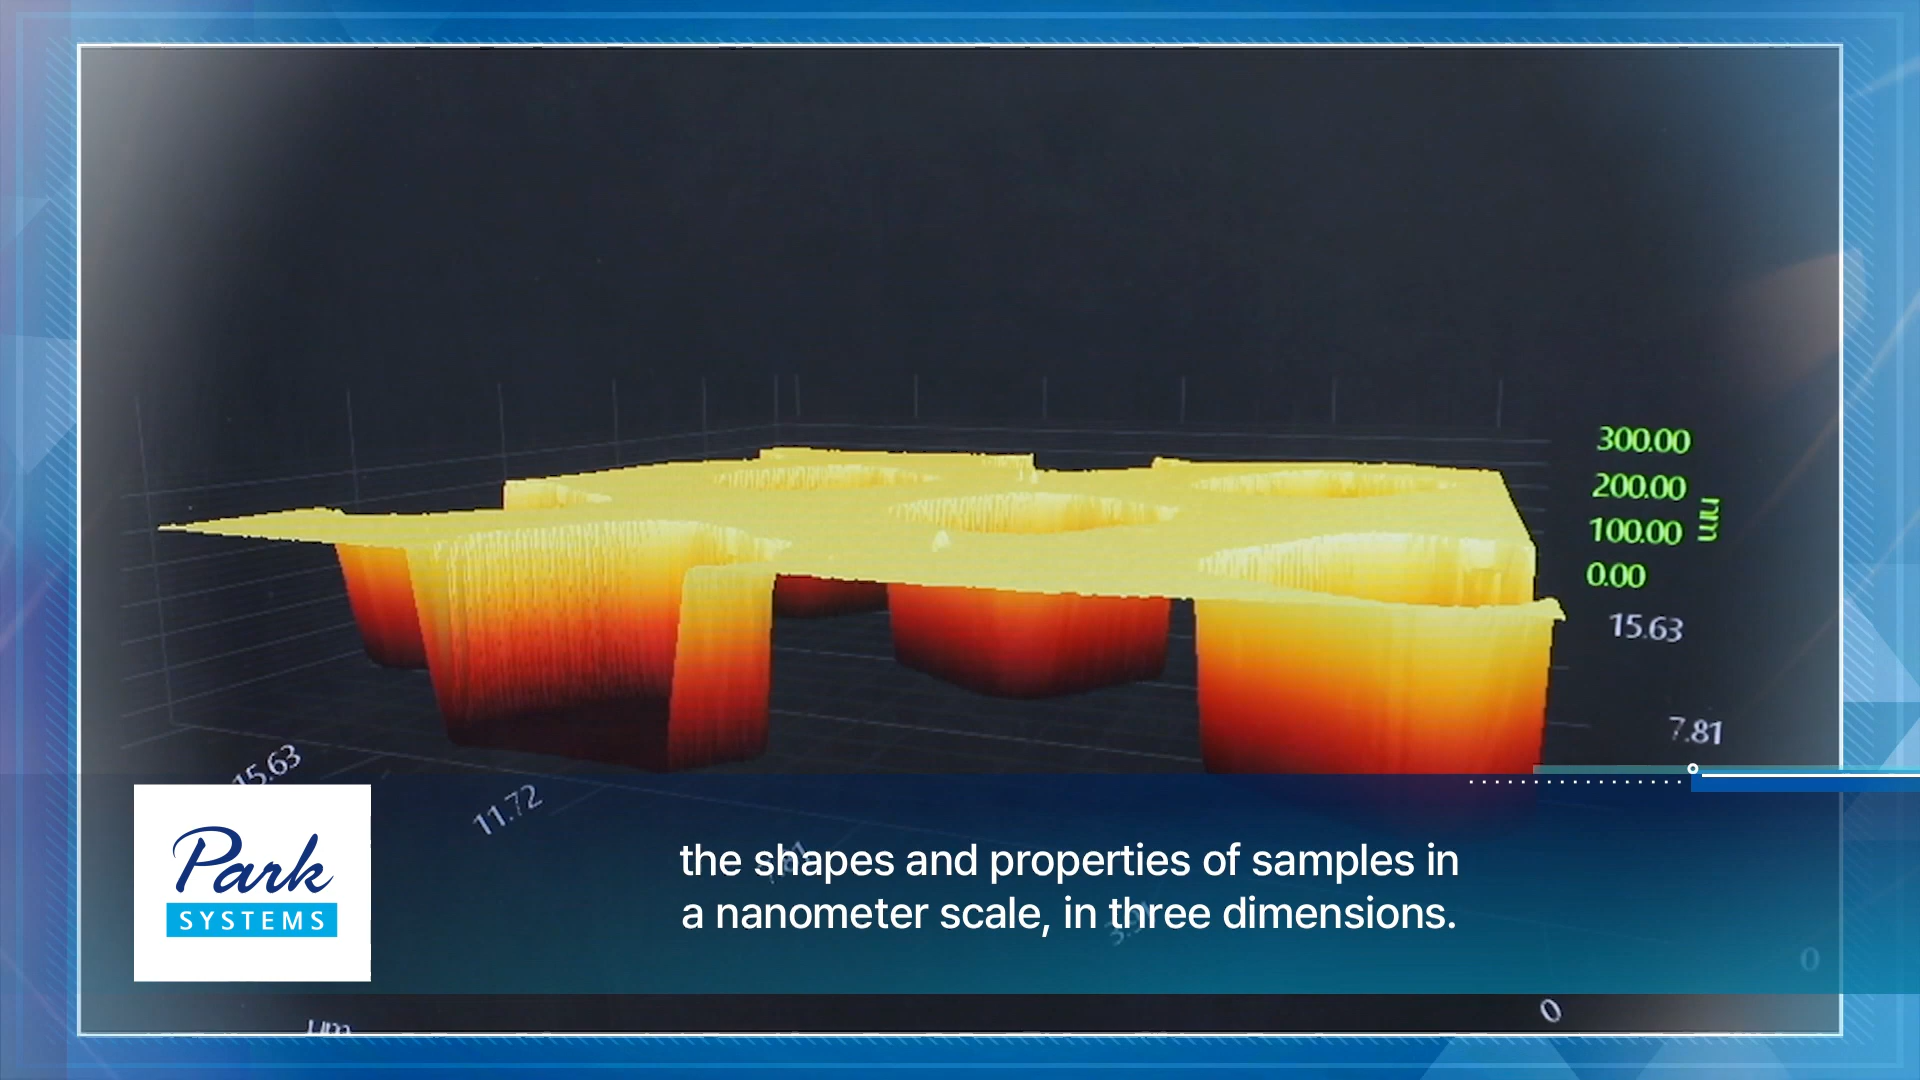 300.00
200.00
100.00
0.00
nm
15.63
7.81
15.63
11.72
Park
SYSTEMS
the shapes and properties of samples in
a nanometer scale, in three dimensions.
0
0